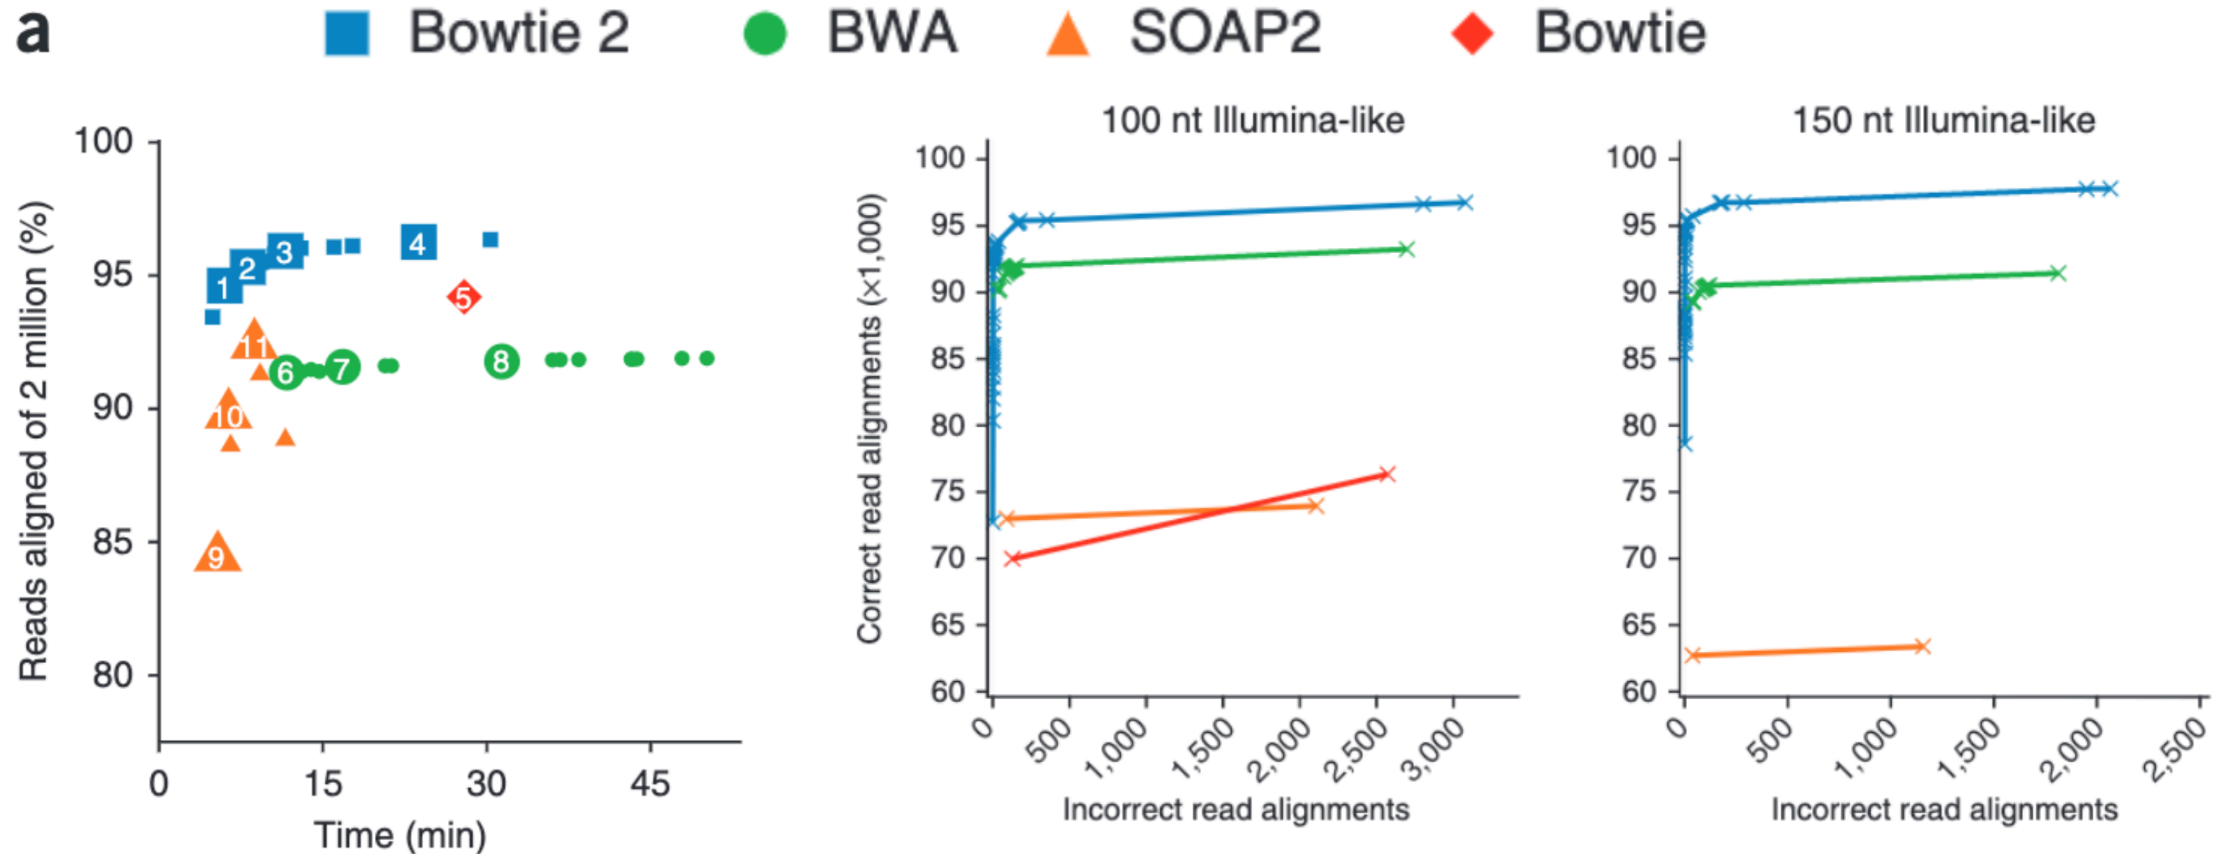 a
Bowtie 2 BWA SOAP2 Bowtie
Reads aligned of 2 million (%)
100
95
90
85
80
1
2
3
4
5
6
7
8
9
10
11
0 15 30 45
Time (min)
100 nt Illumina-like
Correct read alignments (×1,000)
100
95
90
85
80
75
70
65
60
0 500 1,000 1,500 2,000 2,500 3,000
Incorrect read alignments
150 nt Illumina-like
100
95
90
85
80
75
70
65
60
0 500 1,000 1,500 2,000 2,500
Incorrect read alignments